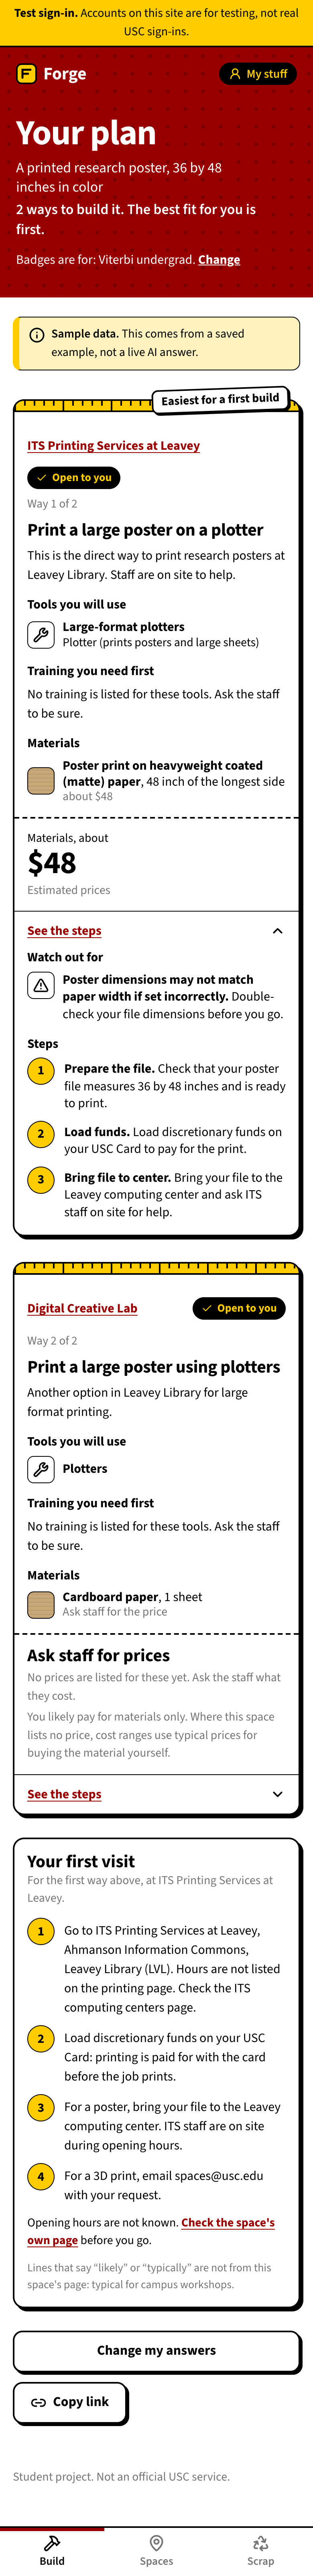 Test sign-in. Accounts on this site are for testing, not real
USC sign-ins.
Forge
My stuff
Your plan
A printed research poster, 36 by 48
inches in color
2 ways to build it. The best fit for you is
first.
Badges are for: Viterbi undergrad. Change
Sample data. This comes from a saved
example, not a live AI answer.
Easiest for a first build
ITS Printing Services at Leavey
Open to you
Way 1 of 2
Print a large poster on a plotter
This is the direct way to print research posters at
Leavey Library. Staff are on site to help.
Tools you will use
Large-format plotters
Plotter (prints posters and large sheets)
Training you need first
No training is listed for these tools. Ask the staff
to be sure.
Materials
Poster print on heavyweight coated
(matte) paper, 48 inch of the longest side
about $48
Materials, about
$48
Estimated prices
See the steps
Watch out for
Poster dimensions may not match
paper width if set incorrectly. Double-
check your file dimensions before you go.
Steps
1 Prepare the file. Check that your poster
file measures 36 by 48 inches and is ready
to print.
2 Load funds. Load discretionary funds on
your USC Card to pay for the print.
3 Bring file to center. Bring your file to the
Leavey computing center and ask ITS
staff on site for help.
Digital Creative Lab
Open to you
Way 2 of 2
Print a large poster using plotters
Another option in Leavey Library for large
format printing.
Tools you will use
Plotters
Training you need first
No training is listed for these tools. Ask the staff
to be sure.
Materials
Cardboard paper, 1 sheet
Ask staff for the price
Ask staff for prices
No prices are listed for these yet. Ask the staff what
they cost.
You likely pay for materials only. Where this space
lists no price, cost ranges use typical prices for
buying the material yourself.
See the steps
Your first visit
For the first way above, at ITS Printing Services at
Leavey.
1 Go to ITS Printing Services at Leavey,
Ahmanson Information Commons,
Leavey Library (LVL). Hours are not listed
on the printing page. Check the ITS
computing centers page.
2 Load discretionary funds on your USC
Card: printing is paid for with the card
before the job prints.
3 For a poster, bring your file to the Leavey
computing center. ITS staff are on site
during opening hours.
4 For a 3D print, email spaces@usc.edu
with your request.
Opening hours are not known. Check the space's
own page before you go.
Lines that say “likely” or “typically” are not from this
space's page: typical for campus workshops.
Change my answers
Copy link
Student project. Not an official USC service.
Build
Spaces
Scrap